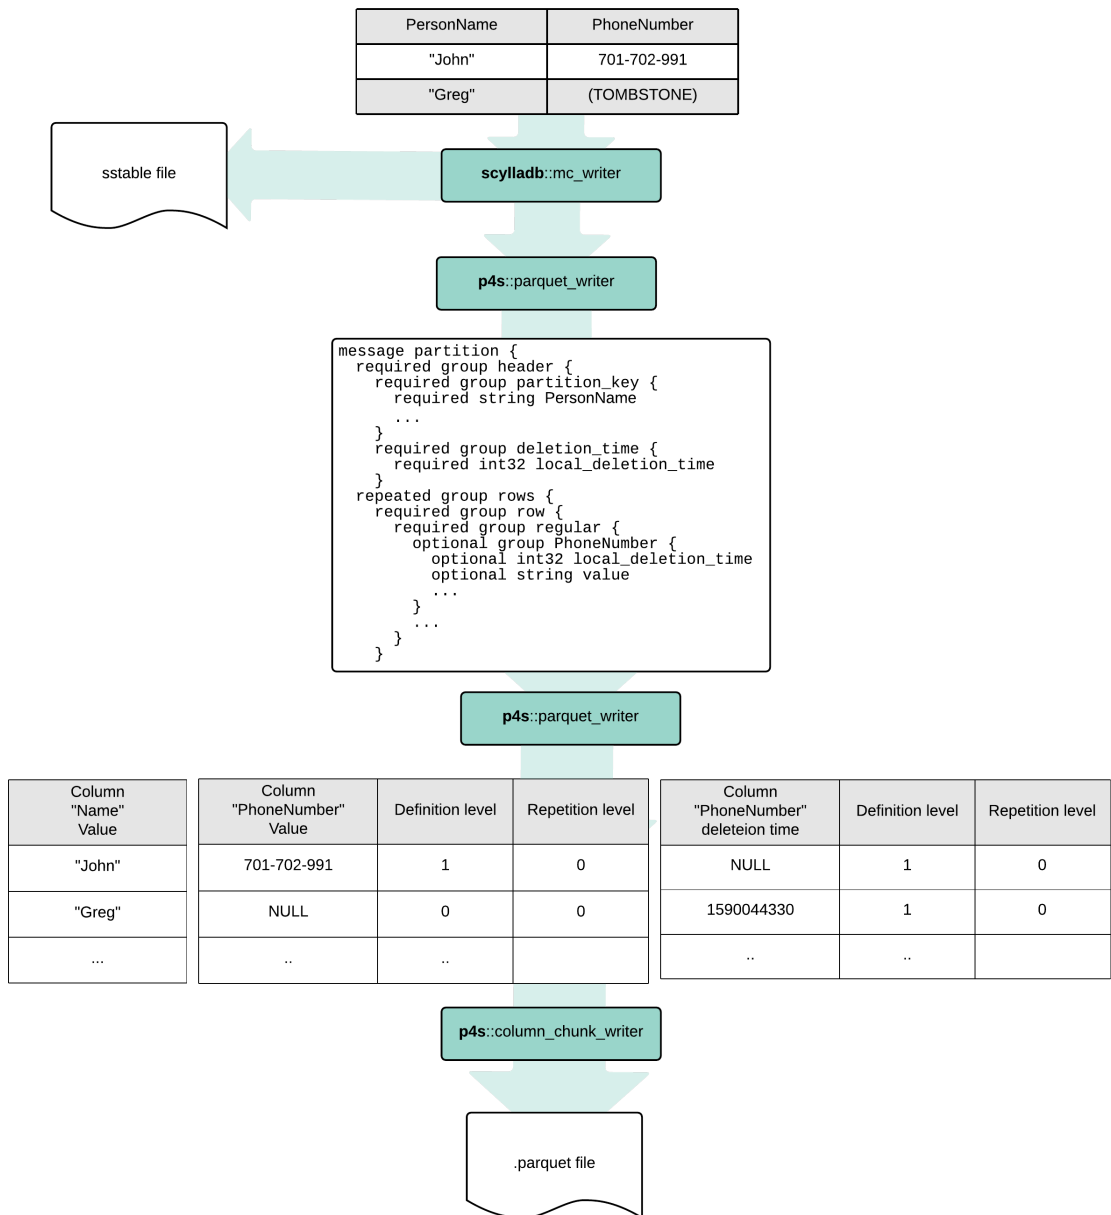 PersonName PhoneNumber
"John" 701-702-991
"Greg" (TOMBSTONE)
sstable file
scylladb::mc_writer
p4s::parquet_writer
message partition {
  required group header {
    required group partition_key {
      required string PersonName
      ...
    }
    required group deletion_time {
      required int32 local_deletion_time
    }
  repeated group rows {
    required group row {
      required group regular {
        optional group PhoneNumber {
          optional int32 local_deletion_time
          optional string value
          ...
        }
        ...
      }
    }
p4s::parquet_writer
Column
"Name"
Value
"John"
"Greg"
...
Column
"PhoneNumber"
Value
Definition level Repetition level
701-702-991 1 0
NULL 0 0
.. ..
Column
"PhoneNumber"
deleteion time
Definition level Repetition level
NULL 1 0
1590044330 1 0
.. ..
p4s::column_chunk_writer
.parquet file